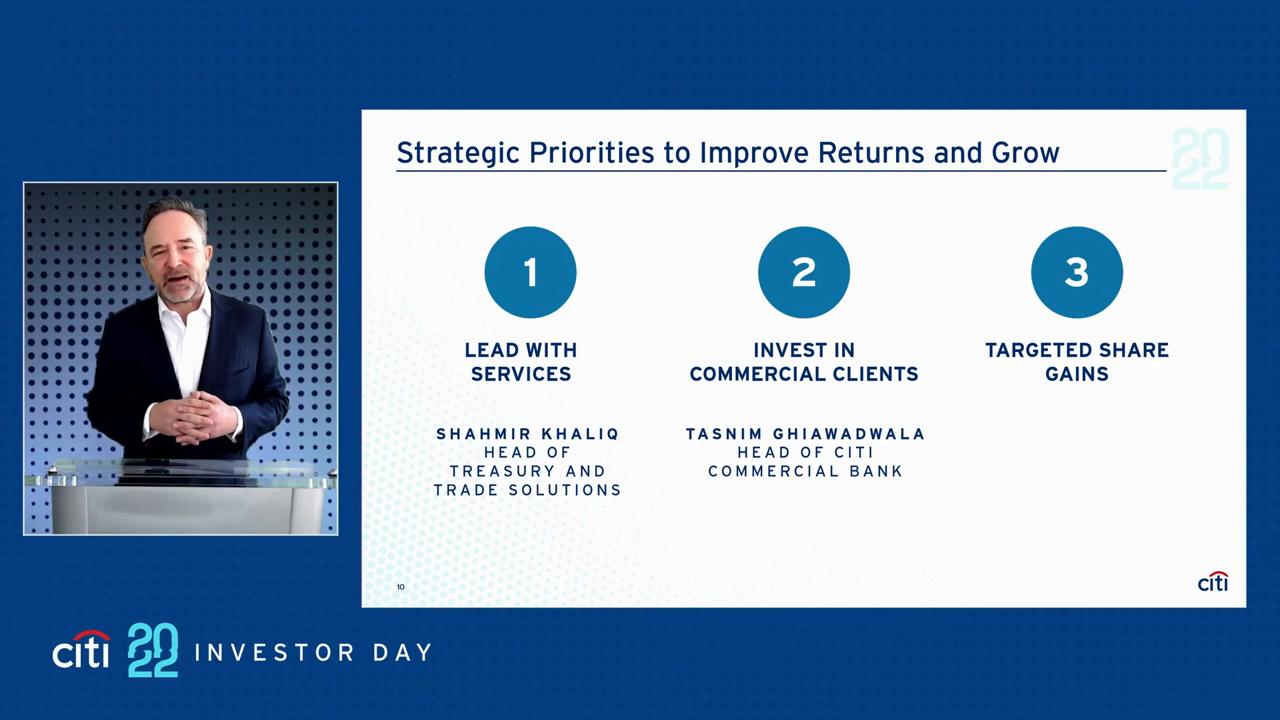 Strategic Priorities to Improve Returns and Grow
2022
1
LEAD WITH
SERVICES
SHAHMIR KHALIQ
HEAD OF
TREASURY AND
TRADE SOLUTIONS
2
INVEST IN
COMMERCIAL CLIENTS
TASNIM GHIAWADWALA
HEAD OF CITI
COMMERCIAL BANK
3
TARGETED SHARE
GAINS
10
citi
citi 2022 INVESTOR DAY